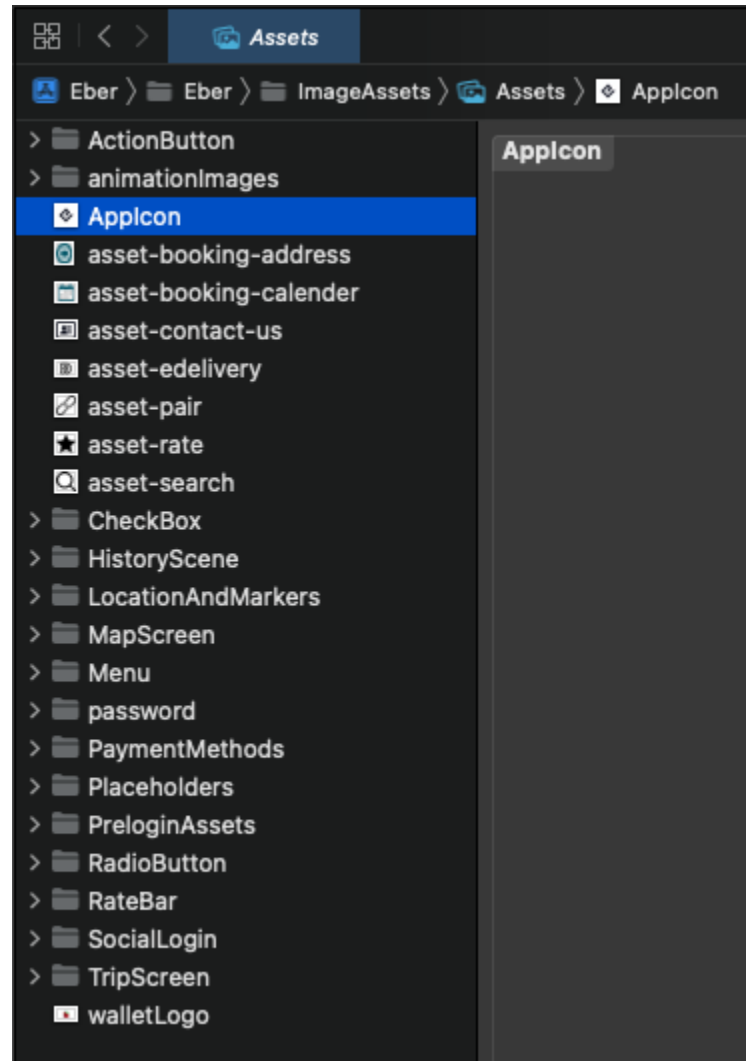 Assets
Eber Eber ImageAssets Assets AppIcon
ActionButton
animationImages
AppIcon
asset-booking-address
asset-booking-calender
asset-contact-us
asset-edelivery
asset-pair
asset-rate
asset-search
CheckBox
HistoryScene
LocationAndMarkers
MapScreen
Menu
password
PaymentMethods
Placeholders
PreloginAssets
RadioButton
RateBar
SocialLogin
TripScreen
walletLogo
AppIcon